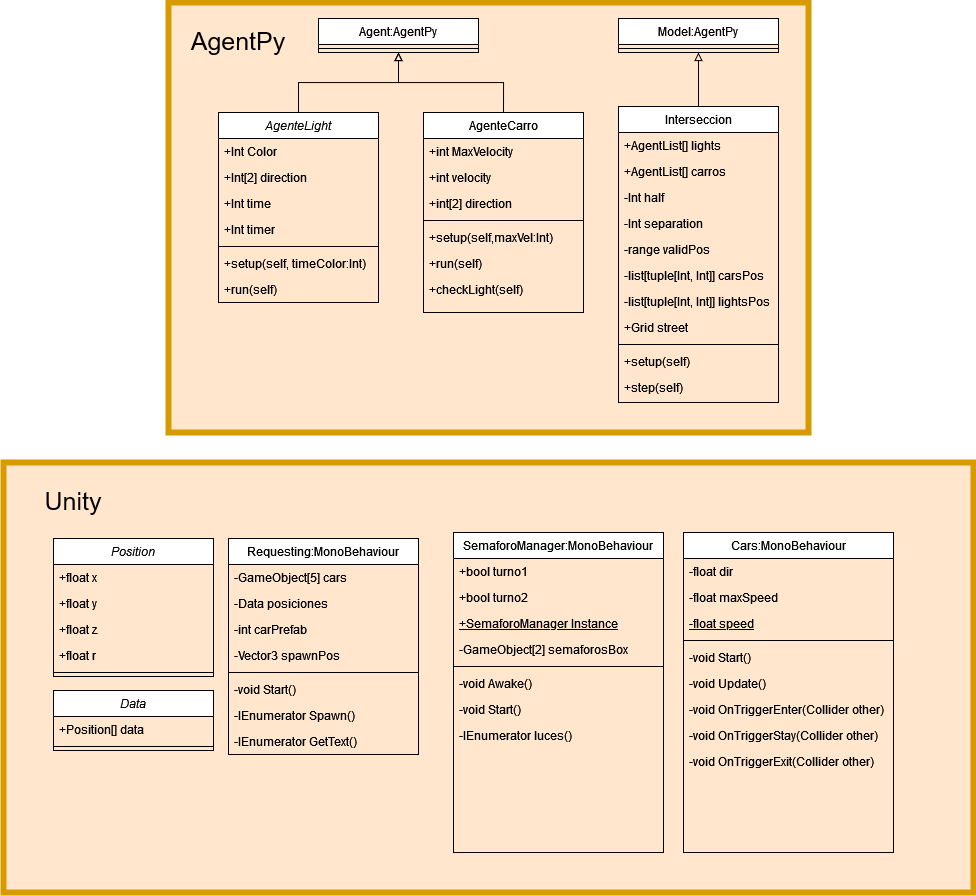 AgentPy
Agent:AgentPy
Model:AgentPy
AgenteLight
+Int Color
+Int[2] direction
+Int time
+Int timer
+setup(self, timeColor:Int)
+run(self)
AgenteCarro
+int MaxVelocity
+int velocity
+int[2] direction
+setup(self,maxVel:Int)
+run(self)
+checkLight(self)
Interseccion
+AgentList[] lights
+AgentList[] carros
-Int half
-Int separation
-range validPos
-list[tuple[Int, Int]] carsPos
-list[tuple[Int, Int]] lightsPos
+Grid street
+setup(self)
+step(self)
Unity
Position
+float x
+float y
+float z
+float r
Data
+Position[] data
Requesting:MonoBehaviour
-GameObject[5] cars
-Data posiciones
-int carPrefab
-Vector3 spawnPos
-void Start()
-IEnumerator Spawn()
-IEnumerator GetText()
SemaforoManager:MonoBehaviour
+bool turno1
+bool turno2
+SemaforoManager Instance
-GameObject[2] semaforosBox
-void Awake()
-void Start()
-IEnumerator luces()
Cars:MonoBehaviour
-float dir
-float maxSpeed
-float speed
-void Start()
-void Update()
-void OnTriggerEnter(Collider other)
-void OnTriggerStay(Collider other)
-void OnTriggerExit(Collider other)